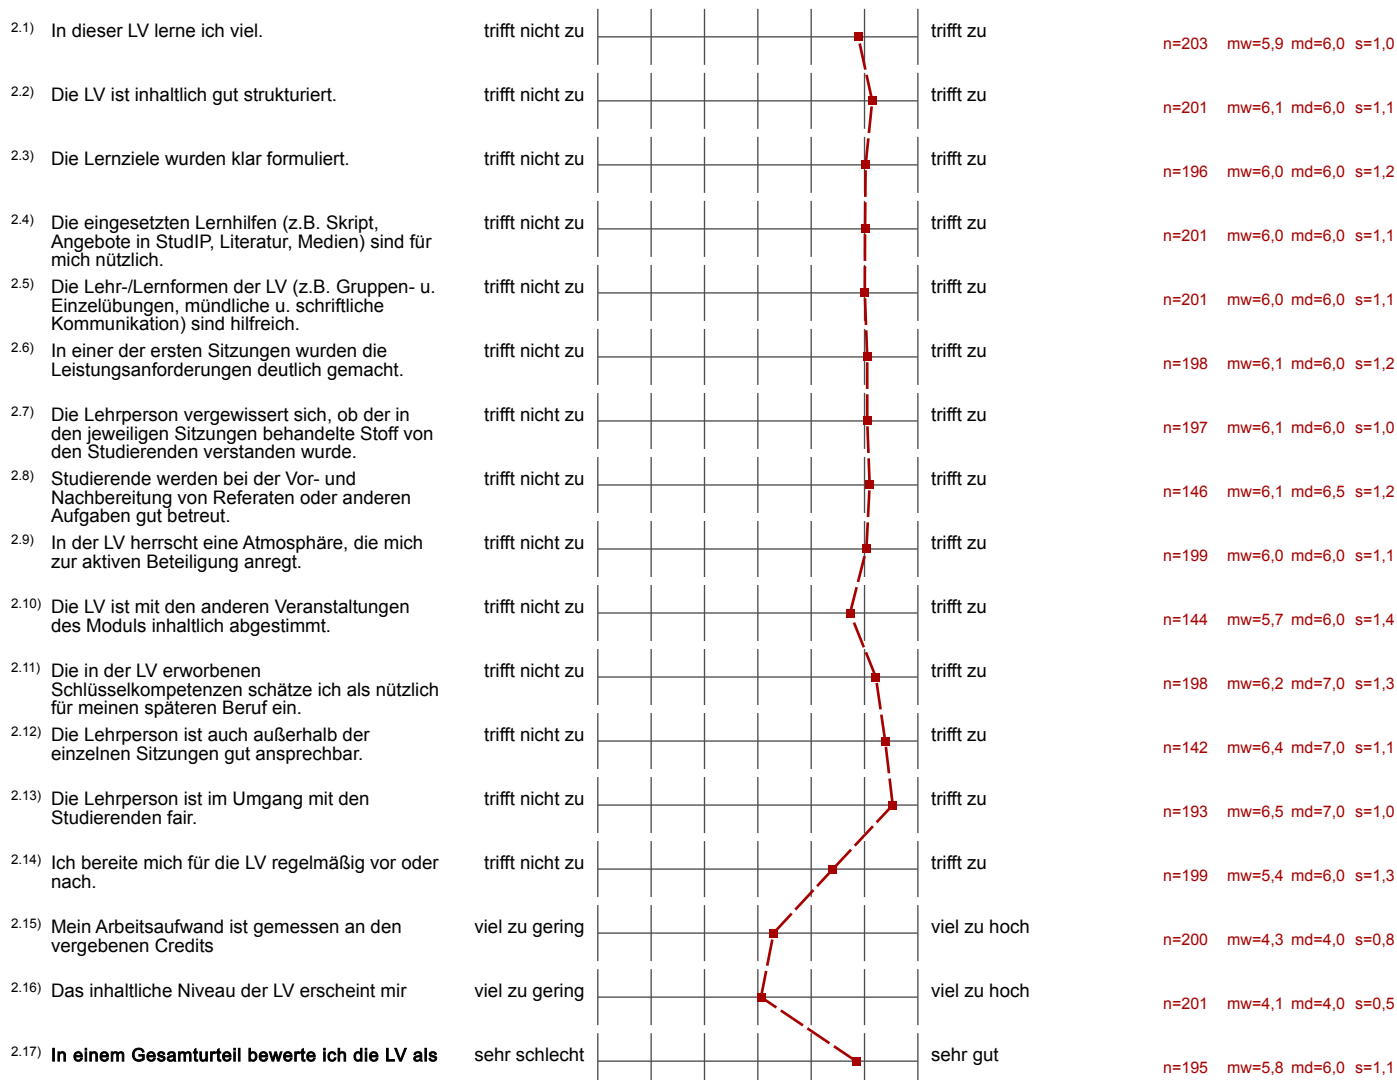 2.1) In dieser LV lerne ich viel. trifft nicht zu trifft zu n=203 mw=5,9 md=6,0 s=1,0
2.2) Die LV ist inhaltlich gut strukturiert. trifft nicht zu trifft zu n=201 mw=6,1 md=6,0 s=1,1
2.3) Die Lernziele wurden klar formuliert. trifft nicht zu trifft zu n=196 mw=6,0 md=6,0 s=1,2
2.4) Die eingesetzten Lernhilfen (z.B. Skript, trifft nicht zu trifft zu n=201 mw=6,0 md=6,0 s=1,1
Angebote in StudIP, Literatur, Medien) sind für
mich nützlich.
2.5) Die Lehr-/Lernformen der LV (z.B. Gruppen- u. trifft nicht zu trifft zu n=201 mw=6,0 md=6,0 s=1,1
Einzelübungen, mündliche u. schriftliche
Kommunikation) sind hilfreich.
2.6) In einer der ersten Sitzungen wurden die trifft nicht zu trifft zu n=198 mw=6,1 md=6,0 s=1,2
Leistungsanforderungen deutlich gemacht.
2.7) Die Lehrperson vergewissert sich, ob der in trifft nicht zu trifft zu n=197 mw=6,1 md=6,0 s=1,0
den jeweiligen Sitzungen behandelte Stoff von
den Studierenden verstanden wurde.
2.8) Studierende werden bei der Vor- und trifft nicht zu trifft zu n=146 mw=6,1 md=6,5 s=1,2
Nachbereitung von Referaten oder anderen
Aufgaben gut betreut.
2.9) In der LV herrscht eine Atmosphäre, die mich trifft nicht zu trifft zu n=199 mw=6,0 md=6,0 s=1,1
zur aktiven Beteiligung anregt.
2.10) Die LV ist mit den anderen Veranstaltungen trifft nicht zu trifft zu n=144 mw=5,7 md=6,0 s=1,4
des Moduls inhaltlich abgestimmt.
2.11) Die in der LV erworbenen trifft nicht zu trifft zu n=198 mw=6,2 md=7,0 s=1,3
Schlüsselkompetenzen schätze ich als nützlich
für meinen späteren Beruf ein.
2.12) Die Lehrperson ist auch außerhalb der trifft nicht zu trifft zu n=142 mw=6,4 md=7,0 s=1,1
einzelnen Sitzungen gut ansprechbar.
2.13) Die Lehrperson ist im Umgang mit den trifft nicht zu trifft zu n=193 mw=6,5 md=7,0 s=1,0
Studierenden fair.
2.14) Ich bereite mich für die LV regelmäßig vor oder trifft nicht zu trifft zu n=199 mw=5,4 md=6,0 s=1,3
nach.
2.15) Mein Arbeitsaufwand ist gemessen an den viel zu gering viel zu hoch n=200 mw=4,3 md=4,0 s=0,8
vergebenen Credits
2.16) Das inhaltliche Niveau der LV erscheint mir viel zu gering viel zu hoch n=201 mw=4,1 md=4,0 s=0,5
2.17) In einem Gesamturteil bewerte ich die LV als sehr schlecht sehr gut n=195 mw=5,8 md=6,0 s=1,1